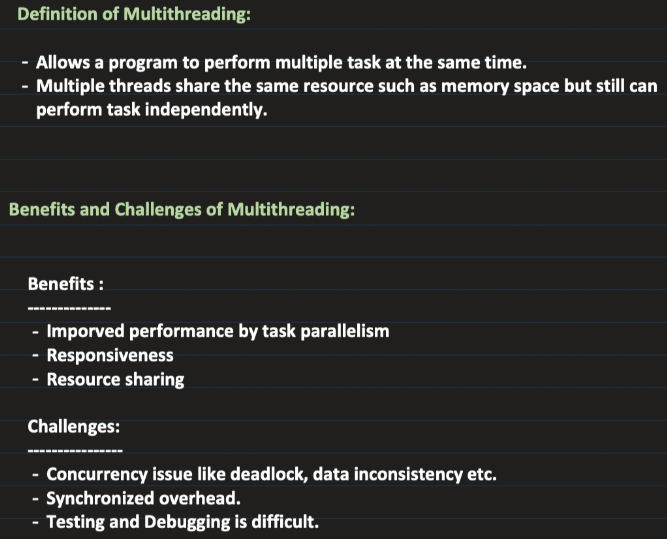 Definition of Multithreading:
- Allows a program to perform multiple task at the same time.
- Multiple threads share the same resource such as memory space but still can
perform task independently.
Benefits and Challenges of Multithreading:
Benefits :
--------------
- Imporved performance by task parallelism
- Responsiveness
- Resource sharing
Challenges:
----------------
- Concurrency issue like deadlock, data inconsistency etc.
- Synchronized overhead.
- Testing and Debugging is difficult.